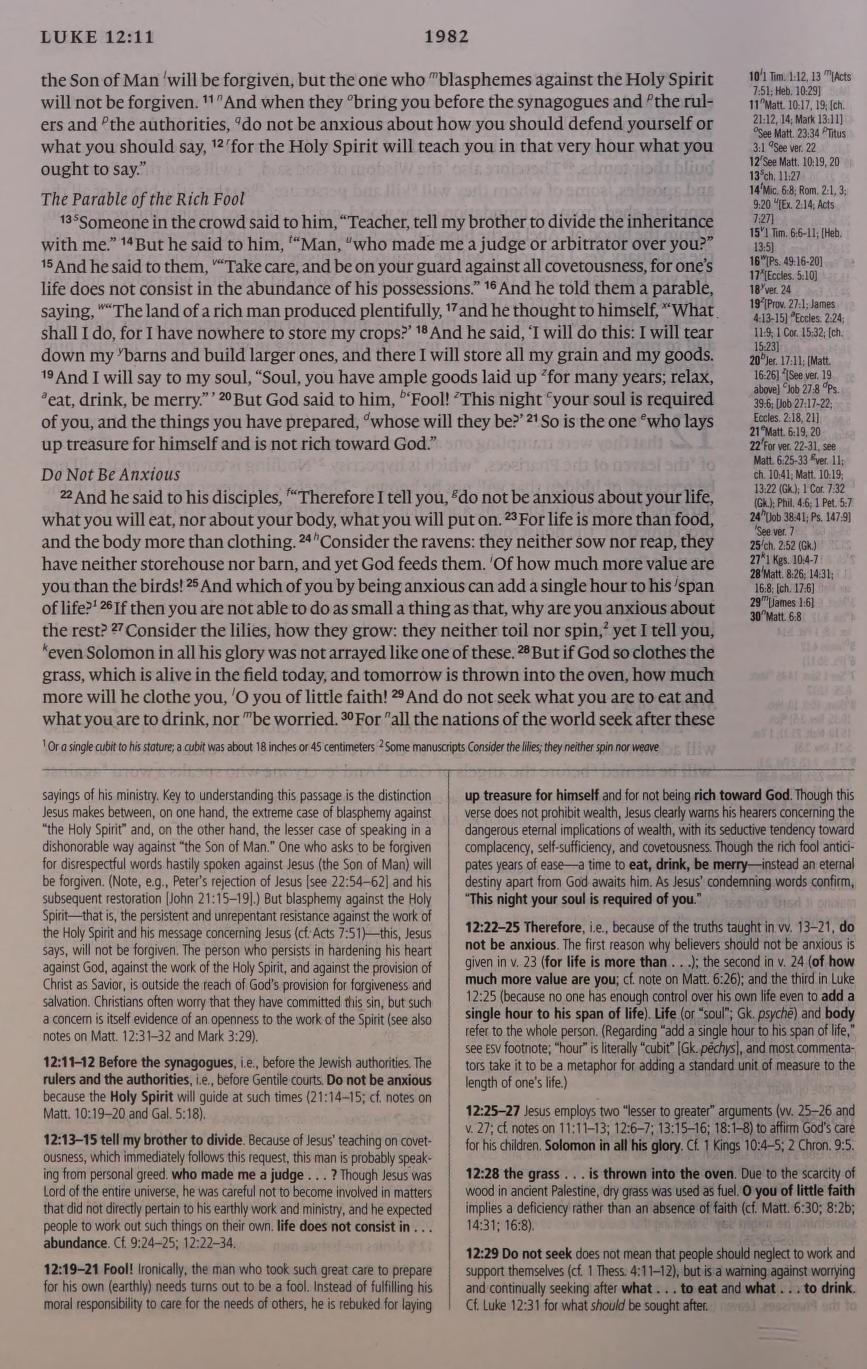 LUKE 12:11
1982
the Son of Man lwill be forgiven, but the one who mblasphemes against the Holy Spirit
will not be forgiven. 11 nAnd when they obring you before the synagogues and pthe rul-
ers and pthe authorities, qdo not be anxious about how you should defend yourself or
what you should say, 12 rfor the Holy Spirit will teach you in that very hour what you
ought to say.”
The Parable of the Rich Fool
13 sSomeone in the crowd said to him, “Teacher, tell my brother to divide the inheritance
with me.” 14 But he said to him, t“Man, uwho made me a judge or arbitrator over you?”
15 And he said to them, v“Take care, and be on your guard against all covetousness, for one’s
life does not consist in the abundance of his possessions.” 16 And he told them a parable,
saying, w“The land of a rich man produced plentifully, 17 and he thought to himself, x‘What
shall I do, for I have nowhere to store my crops?’ 18 And he said, ‘I will do this: I will tear
down my ybarns and build larger ones, and there I will store all my grain and my goods.
19 And I will say to my soul, “Soul, you have ample goods laid up zfor many years; relax,
aeat, drink, be merry.”’ 20 But God said to him, b‘Fool! zThis night cyour soul is required
of you, and the things you have prepared, dwhose will they be?’ 21 So is the one ewho lays
up treasure for himself and is not rich toward God.”
Do Not Be Anxious
22 And he said to his disciples, f“Therefore I tell you, gdo not be anxious about your life,
what you will eat, nor about your body, what you will put on. 23 For life is more than food,
and the body more than clothing. 24 hConsider the ravens: they neither sow nor reap, they
have neither storehouse nor barn, and yet God feeds them. iOf how much more value are
you than the birds! 25 And which of you by being anxious can add a single hour to his jspan
of life?1 26 If then you are not able to do as small a thing as that, why are you anxious about
the rest? 27 Consider the lilies, how they grow: they neither toil nor spin,2 yet I tell you,
keven Solomon in all his glory was not arrayed like one of these. 28 But if God so clothes the
grass, which is alive in the field today, and tomorrow is thrown into the oven, how much
more will he clothe you, lO you of little faith! 29 And do not seek what you are to eat and
what you are to drink, nor mbe worried. 30 For nall the nations of the world seek after these
1 Or a single cubit to his stature; a cubit was about 18 inches or 45 centimeters 2 Some manuscripts Consider the lilies; they neither spin nor weave
10 l1 Tim. 1:12, 13 m[Acts
7:51; Heb. 10:29]
11 nMatt. 10:17, 19; [ch.
21:12, 14; Mark 13:11]
oSee Matt. 23:34 pTitus
3:1 qSee ver. 22
12 rSee Matt. 10:19, 20
13 sch. 11:27
14 tMic. 6:8; Rom. 2:1, 3;
9:20 u[Ex. 2:14; Acts
7:27]
15 v1 Tim. 6:6-11; [Heb.
13:5]
16 w[Ps. 49:16-20]
17 x[Eccles. 5:10]
18 yver. 24
19 z[Prov. 27:1; James
4:13-15] aEccles. 2:24;
11:9; 1 Cor. 15:32; [ch.
15:23]
20 bJer. 17:11; [Matt.
16:26] z[See ver. 19
above] cJob 27:8 dPs.
39:6; [Job 27:17-22;
Eccles. 2:18, 21]
21 eMatt. 6:19, 20
22 fFor ver. 22-31, see
Matt. 6:25-33 gver. 11;
ch. 10:41; Matt. 10:19;
13:22 (Gk.); 1 Cor. 7:32
(Gk.); Phil. 4:6; 1 Pet. 5:7
24 h[Job 38:41; Ps. 147:9]
iSee ver. 7
25 jch. 2:52 (Gk.)
27 k1 Kgs. 10:4-7
28 lMatt. 8:26; 14:31;
16:8; [ch. 17:6]
29 m[James 1:6]
30 nMatt. 6:8
sayings of his ministry. Key to understanding this passage is the distinction
Jesus makes between, on one hand, the extreme case of blasphemy against
“the Holy Spirit” and, on the other hand, the lesser case of speaking in a
dishonorable way against “the Son of Man.” One who asks to be forgiven
for disrespectful words hastily spoken against Jesus (the Son of Man) will
be forgiven. (Note, e.g., Peter’s rejection of Jesus [see 22:54–62] and his
subsequent restoration [John 21:15–19].) But blasphemy against the Holy
Spirit—that is, the persistent and unrepentant resistance against the work of
the Holy Spirit and his message concerning Jesus (cf. Acts 7:51)—this, Jesus
says, will not be forgiven. The person who persists in hardening his heart
against God, against the work of the Holy Spirit, and against the provision of
Christ as Savior, is outside the reach of God’s provision for forgiveness and
salvation. Christians often worry that they have committed this sin, but such
a concern is itself evidence of an openness to the work of the Spirit (see also
notes on Matt. 12:31–32 and Mark 3:29).
12:11–12 Before the synagogues, i.e., before the Jewish authorities. The
rulers and the authorities, i.e., before Gentile courts. Do not be anxious
because the Holy Spirit will guide at such times (21:14–15; cf. notes on
Matt. 10:19–20 and Gal. 5:18).
12:13–15 tell my brother to divide. Because of Jesus’ teaching on covet-
ousness, which immediately follows this request, this man is probably speak-
ing from personal greed. who made me a judge . . . ? Though Jesus was
Lord of the entire universe, he was careful not to become involved in matters
that did not directly pertain to his earthly work and ministry, and he expected
people to work out such things on their own. life does not consist in . . .
abundance. Cf. 9:24–25; 12:22–34.
12:19–21 Fool! Ironically, the man who took such great care to prepare
for his own (earthly) needs turns out to be a fool. Instead of fulfilling his
moral responsibility to care for the needs of others, he is rebuked for laying
up treasure for himself and for not being rich toward God. Though this
verse does not prohibit wealth, Jesus clearly warns his hearers concerning the
dangerous eternal implications of wealth, with its seductive tendency toward
complacency, self-sufficiency, and covetousness. Though the rich fool antici-
pates years of ease—a time to eat, drink, be merry—instead an eternal
destiny apart from God awaits him. As Jesus’ condemning words confirm,
“This night your soul is required of you.”
12:22–25 Therefore, i.e., because of the truths taught in vv. 13–21, do
not be anxious. The first reason why believers should not be anxious is
given in v. 23 (for life is more than . . .); the second in v. 24 (of how
much more value are you; cf. note on Matt. 6:26); and the third in Luke
12:25 (because no one has enough control over his own life even to add a
single hour to his span of life). Life (or “soul”; Gk. psychē) and body
refer to the whole person. (Regarding “add a single hour to his span of life,”
see ESV footnote; “hour” is literally “cubit” [Gk. pēchys], and most commenta-
tors take it to be a metaphor for adding a standard unit of measure to the
length of one’s life.)
12:25–27 Jesus employs two “lesser to greater” arguments (vv. 25–26 and
v. 27; cf. notes on 11:11–13; 12:6–7; 13:15–16; 18:1–8) to affirm God’s care
for his children. Solomon in all his glory. Cf. 1 Kings 10:4–5; 2 Chron. 9:5.
12:28 the grass . . . is thrown into the oven. Due to the scarcity of
wood in ancient Palestine, dry grass was used as fuel. O you of little faith
implies a deficiency rather than an absence of faith (cf. Matt. 6:30; 8:2b;
14:31; 16:8).
12:29 Do not seek does not mean that people should neglect to work and
support themselves (cf. 1 Thess. 4:11–12), but is a warning against worrying
and continually seeking after what . . . to eat and what . . . to drink.
Cf. Luke 12:31 for what should be sought after.